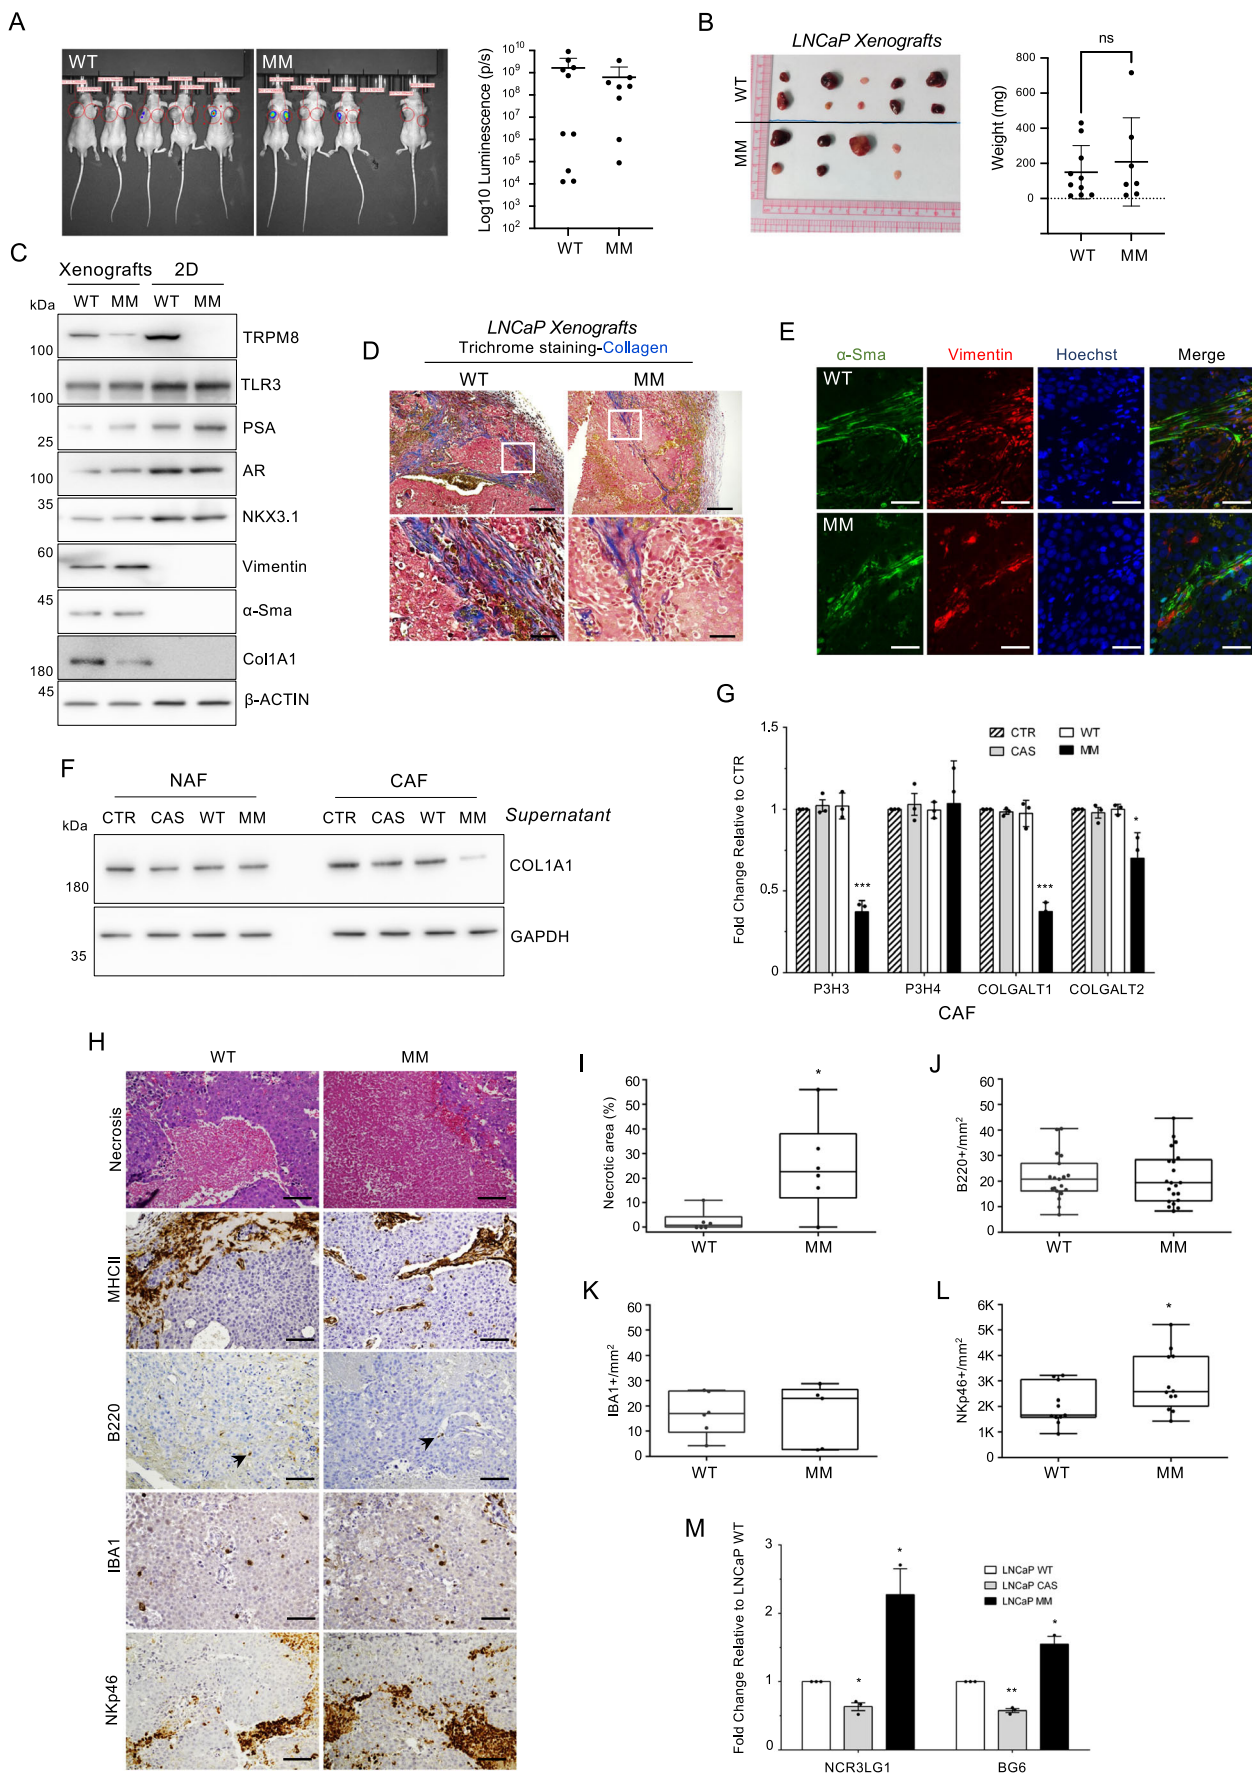 A
WT
MM
Log10 Luminescence (p/s)
10^10
10^9
10^8
10^7
10^6
10^5
10^4
10^3
10^2
WT
MM
B
LNCaP Xenografts
WT
MM
ns
Weight (mg)
800
600
400
200
0
WT
MM
C
Xenografts 2D
kDa WT MM WT MM
100 TRPM8
100 TLR3
25 PSA
100 AR
35 NKX3.1
60 Vimentin
45 α-Sma
180 Col1A1
45 β-ACTIN
D
LNCaP Xenografts
Trichrome staining-Collagen
WT MM
E
α-Sma Vimentin Hoechst Merge
WT
MM
F
NAF CAF
CTR CAS WT MM CTR CAS WT MM Supernatant
kDa
180 COL1A1
35 GAPDH
G
Fold Change Relative to CTR
1.5
1
0.5
0
CTR WT
CAS MM
***
***
*
P3H3 P3H4 COLGALT1 COLGALT2
CAF
H
WT MM
Necrosis
MHCII
B220
IBA1
NKp46
I
Necrotic area (%)
60
50
40
30
20
10
0
*
WT MM
J
B220+/mm²
60
50
40
30
20
10
0
WT MM
K
IBA1+/mm²
60
50
40
30
20
10
0
WT MM
L
NKp46+/mm²
6K
5K
4K
3K
2K
1K
0
*
WT MM
M
Fold Change Relative to LNCaP WT
3
2
1
0
LNCaP WT
LNCaP CAS
LNCaP MM
*
*
**
*
NCR3LG1 BG6